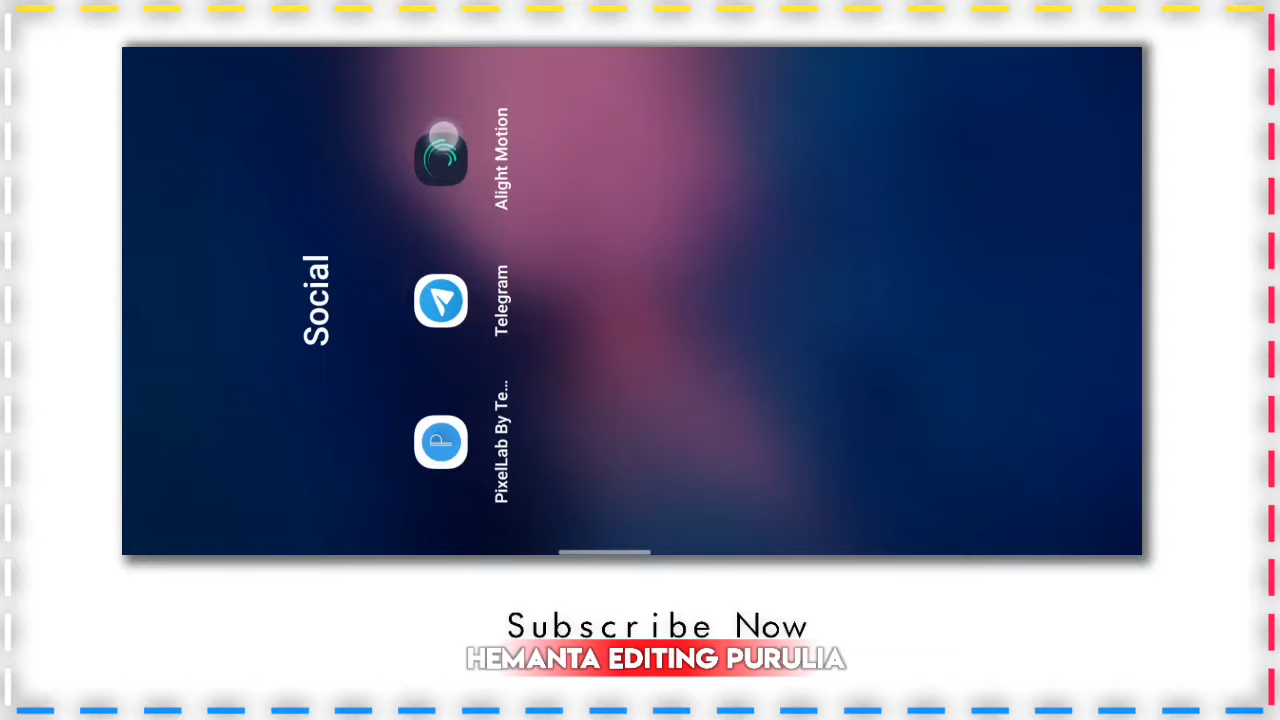 Social
PixelLab By Te...
Telegram
Alight Motion
Subscribe Now
HEMANTA EDITING PURULIA